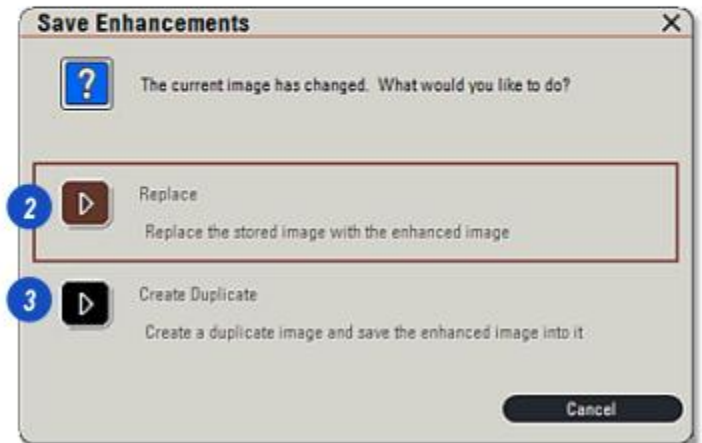 Save Enhancements
?
The current image has changed. What would you like to do?
2
Replace
Replace the stored image with the enhanced image
3
Create Duplicate
Create a duplicate image and save the enhanced image into it
Cancel